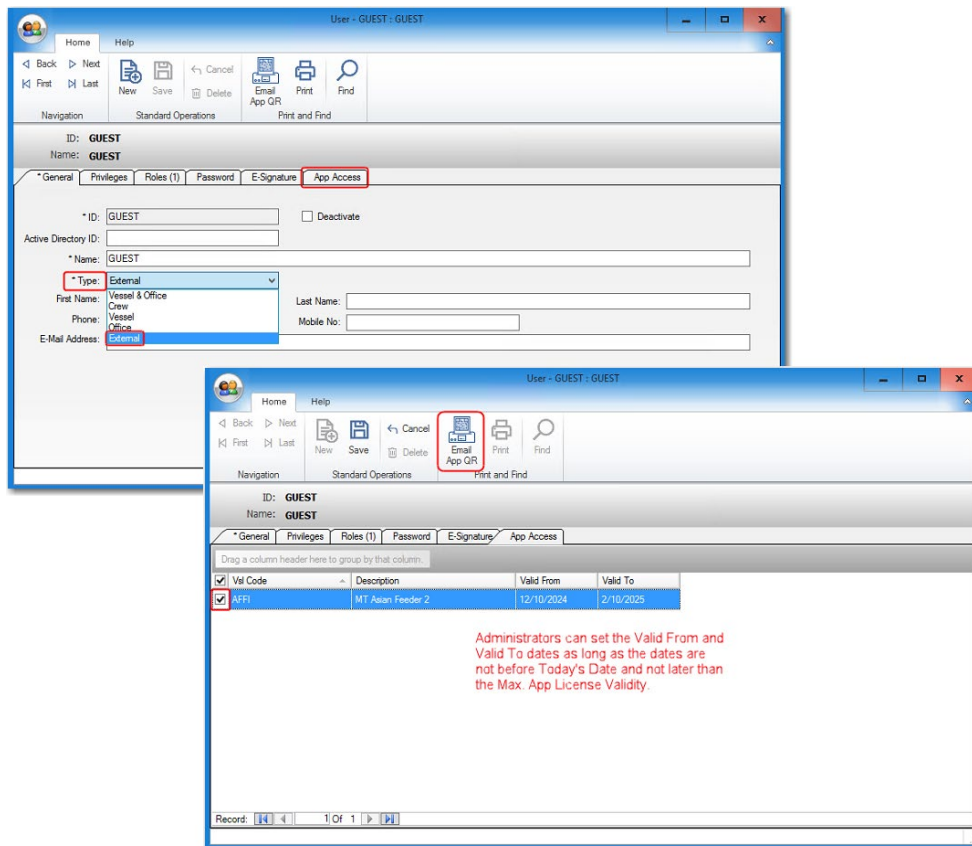 User - GUEST : GUEST
Home Help
Back Next
First Last
New Save
Cancel
Delete
Email App QR
Print Find
Navigation Standard Operations Print and Find
ID: GUEST
Name: GUEST
* General Privileges Roles (1) Password E-Signature App Access
* ID: GUEST Deactivate
Active Directory ID:
* Name: GUEST
* Type: External
Vessel & Office
First Name: Crew Last Name:
Phone: Vessel Mobile No:
Office
E-Mail Address: External
User - GUEST : GUEST
Home Help
Back Next
First Last
New Save
Cancel
Delete
Email App QR
Print Find
Navigation Standard Operations Print and Find
ID: GUEST
Name: GUEST
* General Privileges Roles (1) Password E-Signature App Access
Drag a column header here to group by that column.
Vsl Code Description Valid From Valid To
AFFI MT Asian Feeder 2 12/10/2024 2/10/2025
Administrators can set the Valid From and
Valid To dates as long as the dates are
not before Today's Date and not later than
the Max. App License Validity.
Record: 1 Of 1